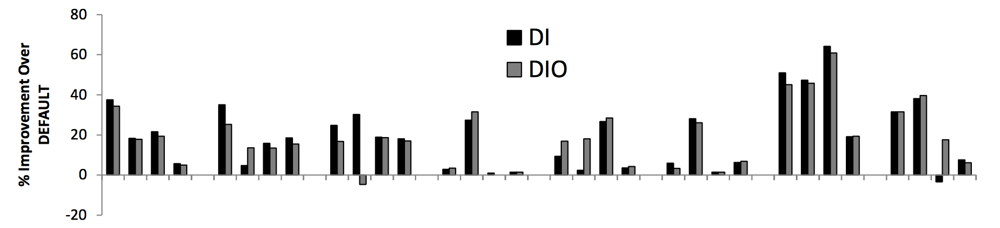 80
60
40
20
0
-20
% Improvement Over
DEFAULT
DI
DIO